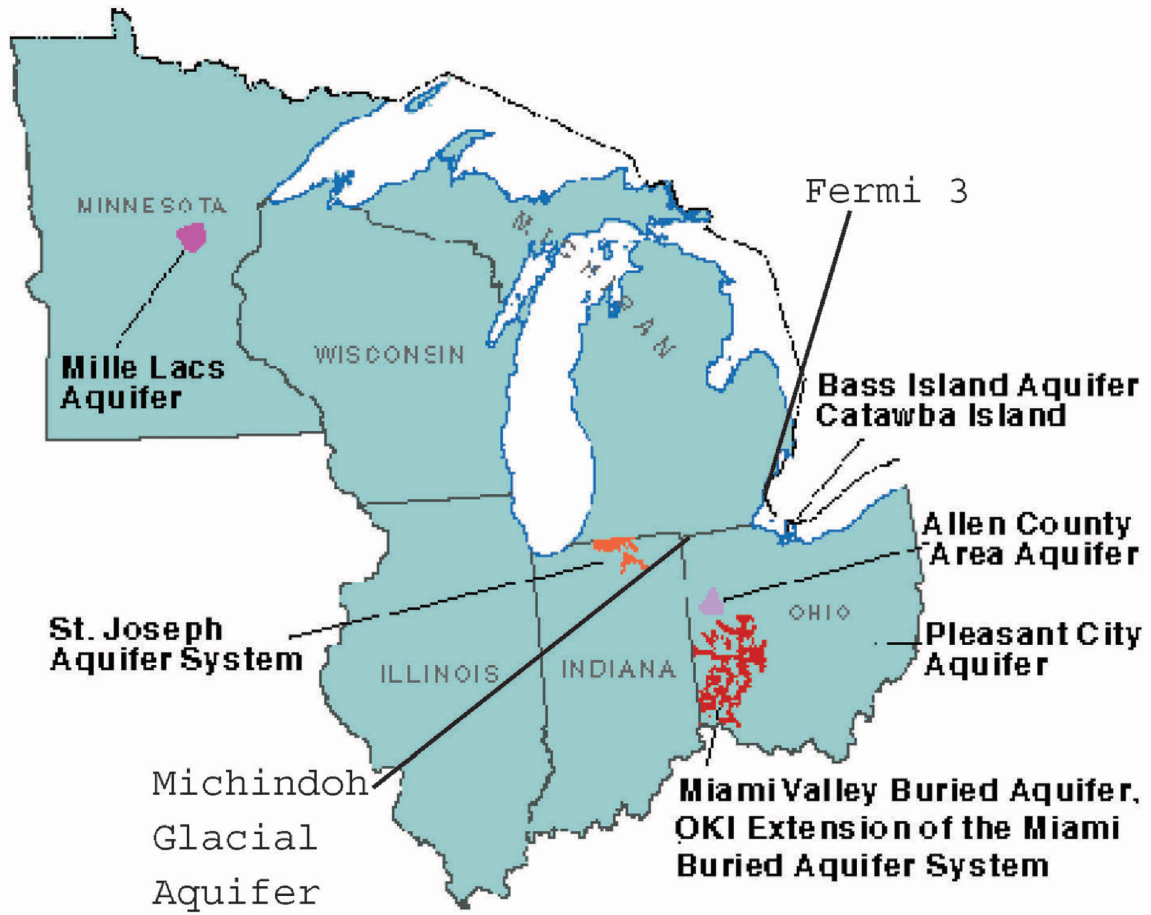 Fermi 3
MINNESOTA
MICHIGAN
Mille Lacs
Aquifer
WISCONSIN
Bass Island Aquifer
Catawba Island
Allen County
Area Aquifer
St. Joseph
Aquifer System
OHIO
ILLINOIS
INDIANA
Pleasant City
Aquifer
Michindoh
Glacial
Aquifer
Miami Valley Buried Aquifer,
OKI Extension of the Miami
Buried Aquifer System